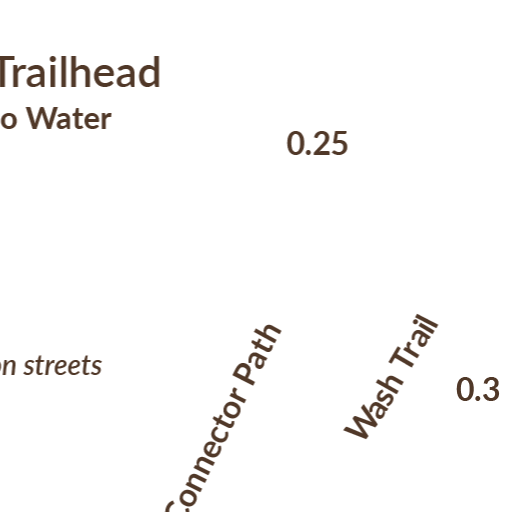 Trailhead
o Water
0.25
on streets
Connector Path
Wash Trail
0.3